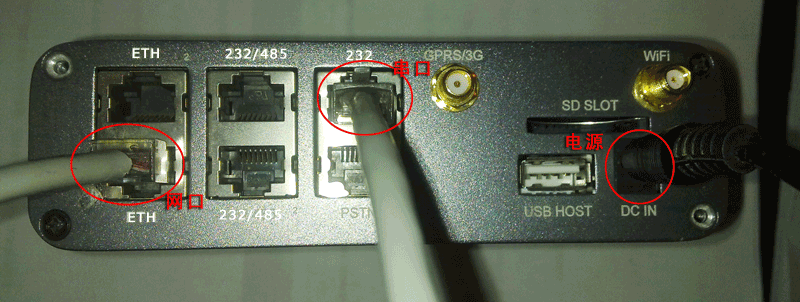 ETH
2
232/485
232
GPRS/3G
WiFi
串口
SD SLOT
电源
网口
ETH
232/485
PSTN
USB HOST
DC IN